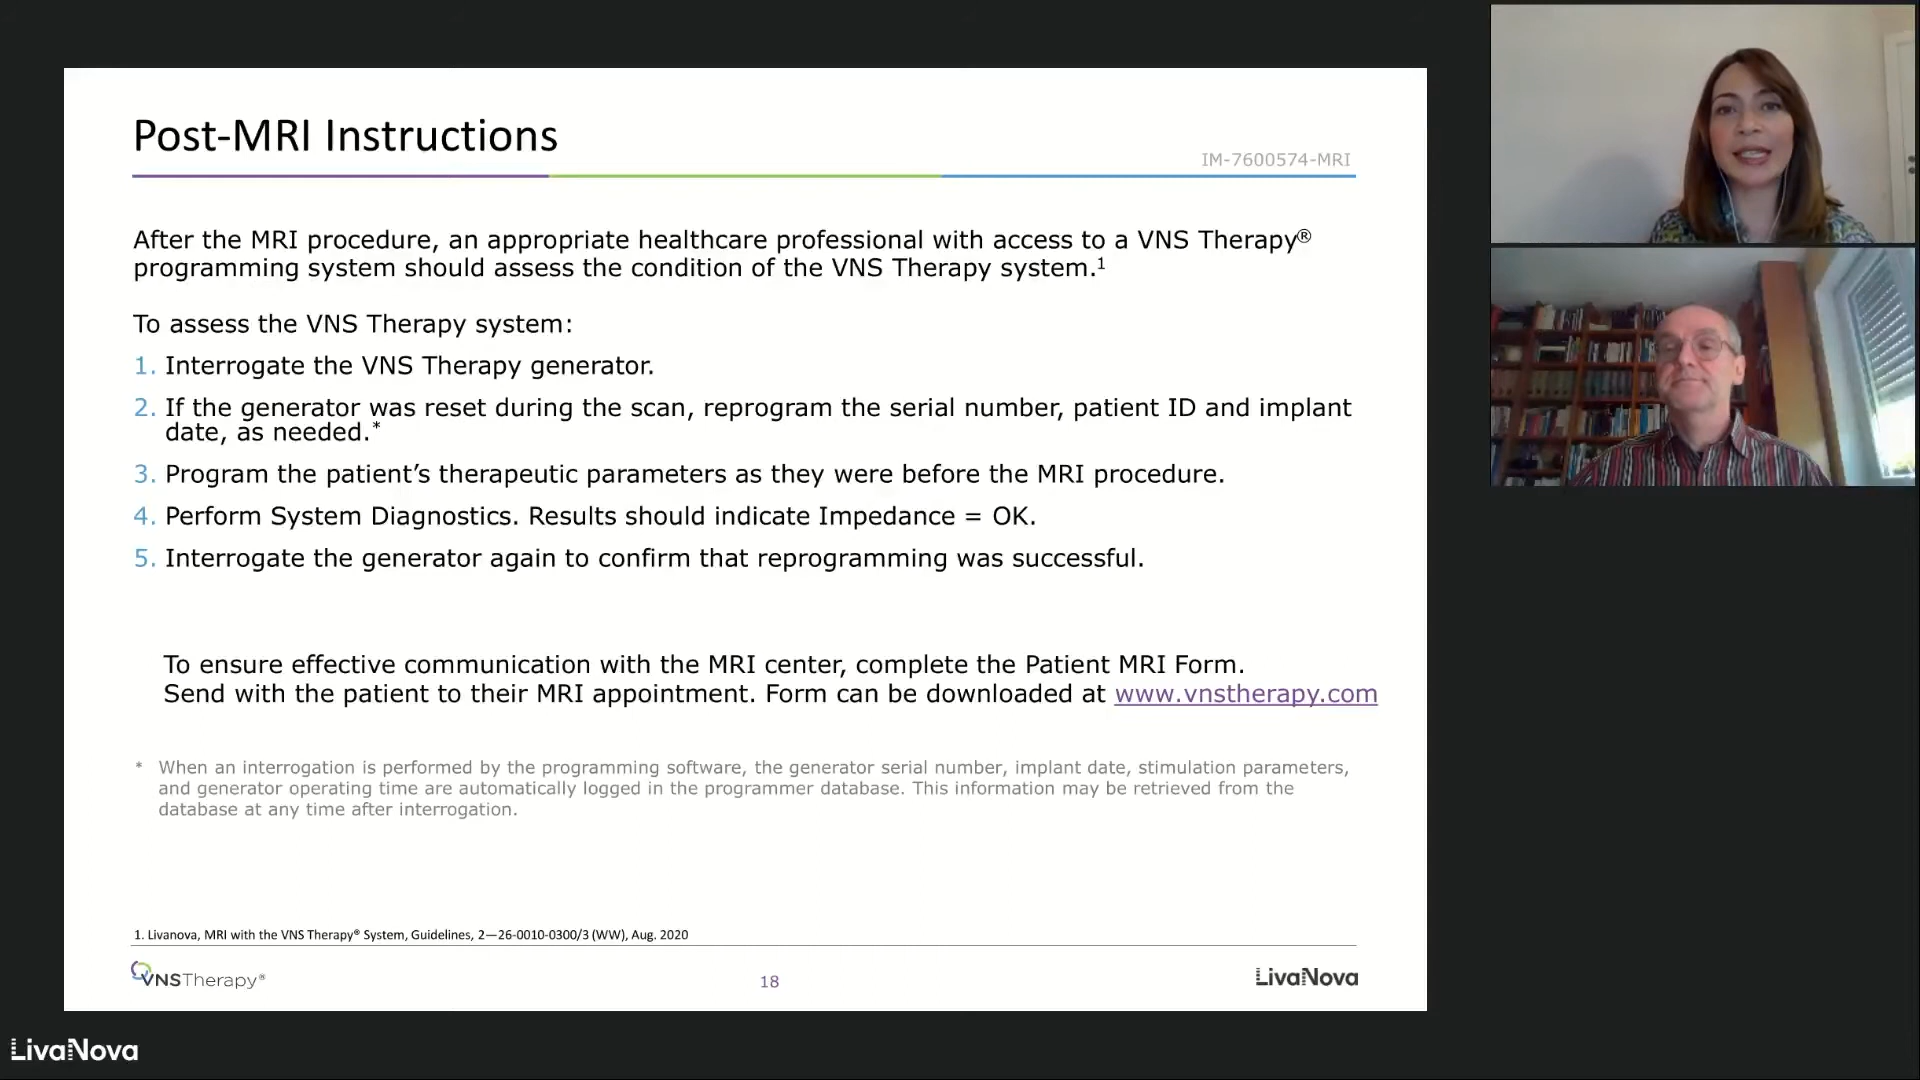 Post-MRI Instructions
IM-7600574-MRI
After the MRI procedure, an appropriate healthcare professional with access to a VNS Therapy®
programming system should assess the condition of the VNS Therapy system.¹
To assess the VNS Therapy system:
1. Interrogate the VNS Therapy generator.
2. If the generator was reset during the scan, reprogram the serial number, patient ID and implant
date, as needed.*
3. Program the patient’s therapeutic parameters as they were before the MRI procedure.
4. Perform System Diagnostics. Results should indicate Impedance = OK.
5. Interrogate the generator again to confirm that reprogramming was successful.
To ensure effective communication with the MRI center, complete the Patient MRI Form.
Send with the patient to their MRI appointment. Form can be downloaded at www.vnstherapy.com
* When an interrogation is performed by the programming software, the generator serial number, implant date, stimulation parameters,
and generator operating time are automatically logged in the programmer database. This information may be retrieved from the
database at any time after interrogation.
1. Livanova, MRI with the VNS Therapy® System, Guidelines, 2—26-0010-0300/3 (WW), Aug. 2020
VNSTherapy®
18
LivaNova
LivaNova